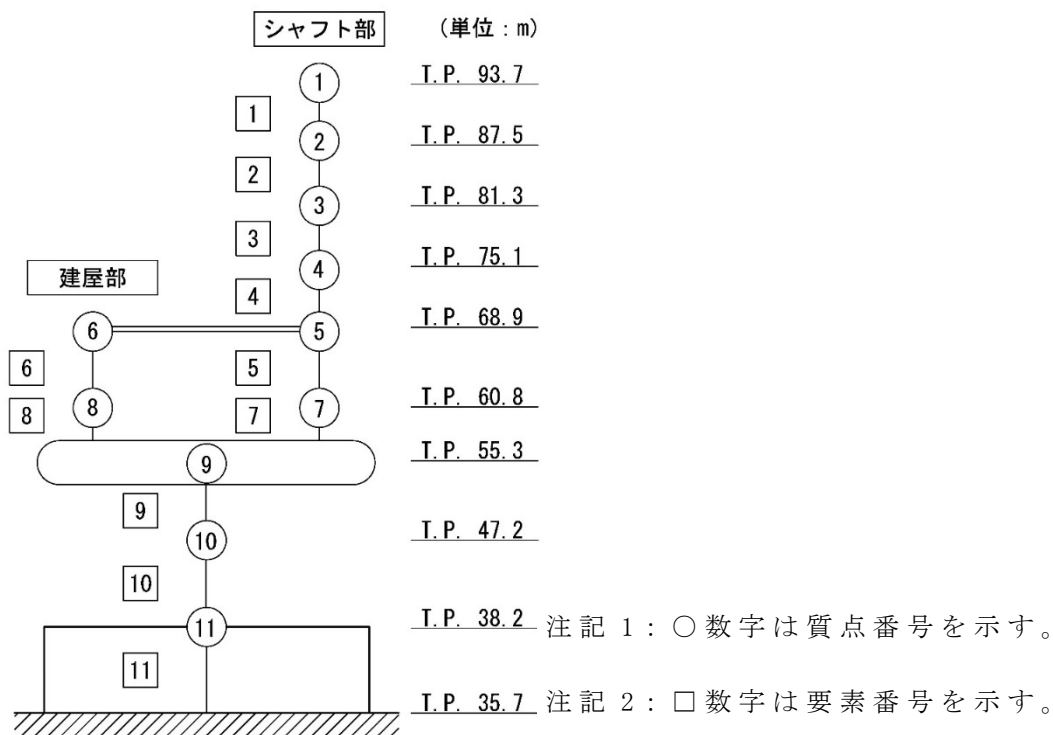 シャフト部 (単位：m)
① T.P. 93.7
1
② T.P. 87.5
2
③ T.P. 81.3
3
④ T.P. 75.1
建屋部
4
⑥ ⑤ T.P. 68.9
6 5
⑧ ⑦ T.P. 60.8
8 7
⑨ T.P. 55.3
9
⑩ T.P. 47.2
10
⑪ T.P. 38.2 注記 1：○数字は質点番号を示す。
11
T.P. 35.7 注記 2：□数字は要素番号を示す。